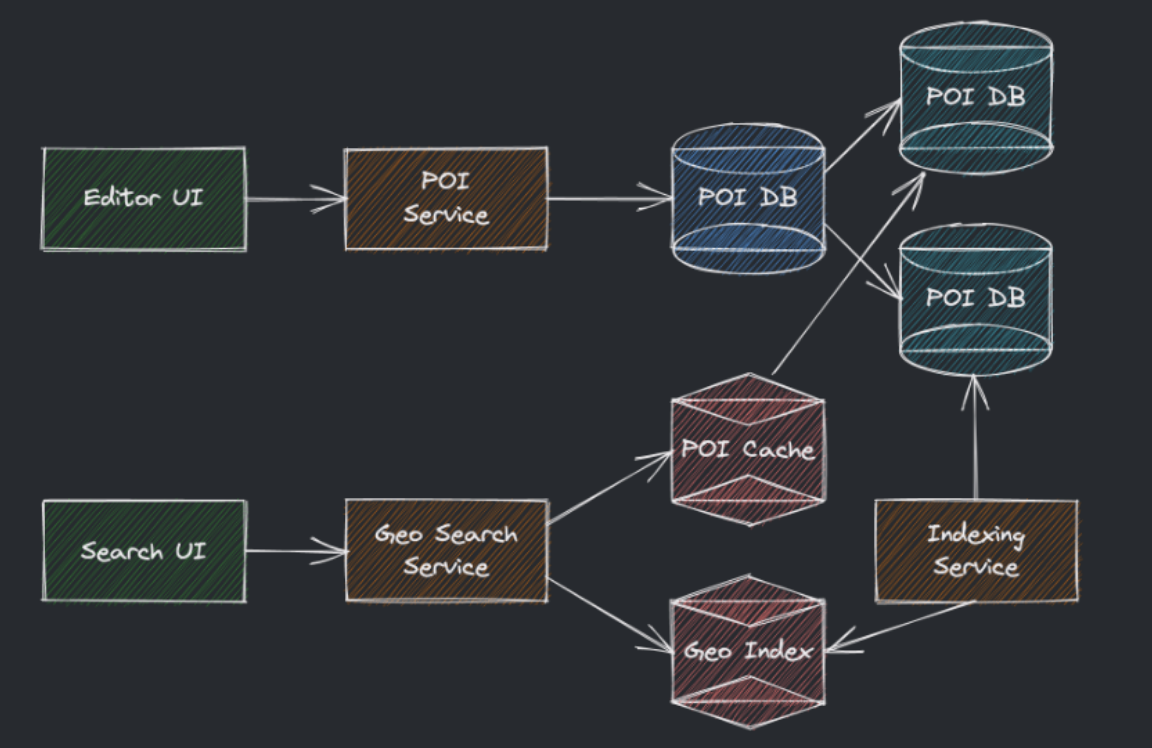 POI DB
Editor UI
POI
Service
POI DB
POI DB
POI Cache
Search UI
Geo Search
Service
Indexing
Service
Geo Index